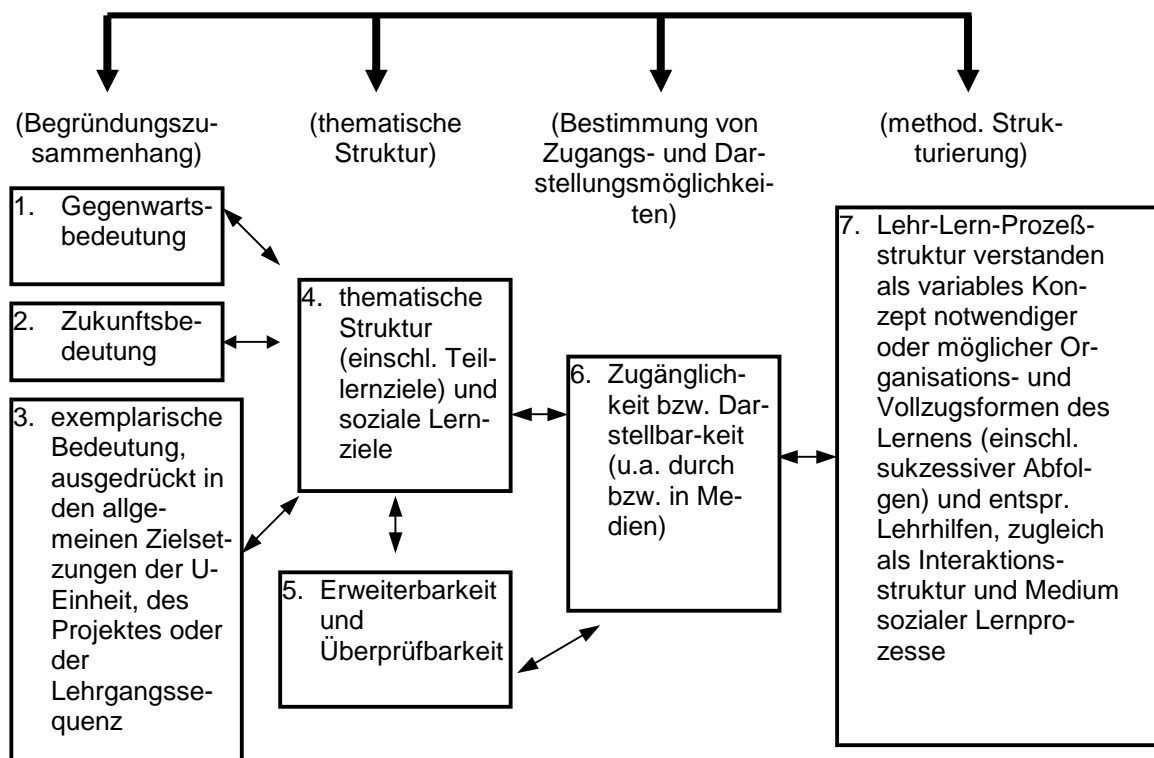 (Begründungszu-
sammenhang)
(thematische
Struktur)
(Bestimmung von
Zugangs- und Dar-
stellungsmöglichkei-
ten)
(method. Struk-
turierung)
1. Gegenwarts-
bedeutung
2. Zukunftsbe-
deutung
3. exemplarische
Bedeutung,
ausgedrückt in
den allge-
meinen Zielset-
zungen der U-
Einheit, des
Projektes oder
der
Lehrgangsse-
quenz
4. thematische
Struktur
(einschl. Teil-
lernziele) und
soziale Lern-
ziele
5. Erweiterbarkeit
und
Überprüfbarkeit
6. Zugänglich-
keit bzw. Dar-
stellbar-keit
(u.a. durch
bzw. in Me-
dien)
7. Lehr-Lern-Prozeß-
struktur verstanden
als variables Kon-
zept notwendiger
oder möglicher Or-
ganisations- und
Vollzugsformen des
Lernens (einschl.
sukzessiver Abfol-
gen) und entspr.
Lehrhilfen, zugleich
als Interaktions-
struktur und Medium
sozialer Lernpro-
zesse